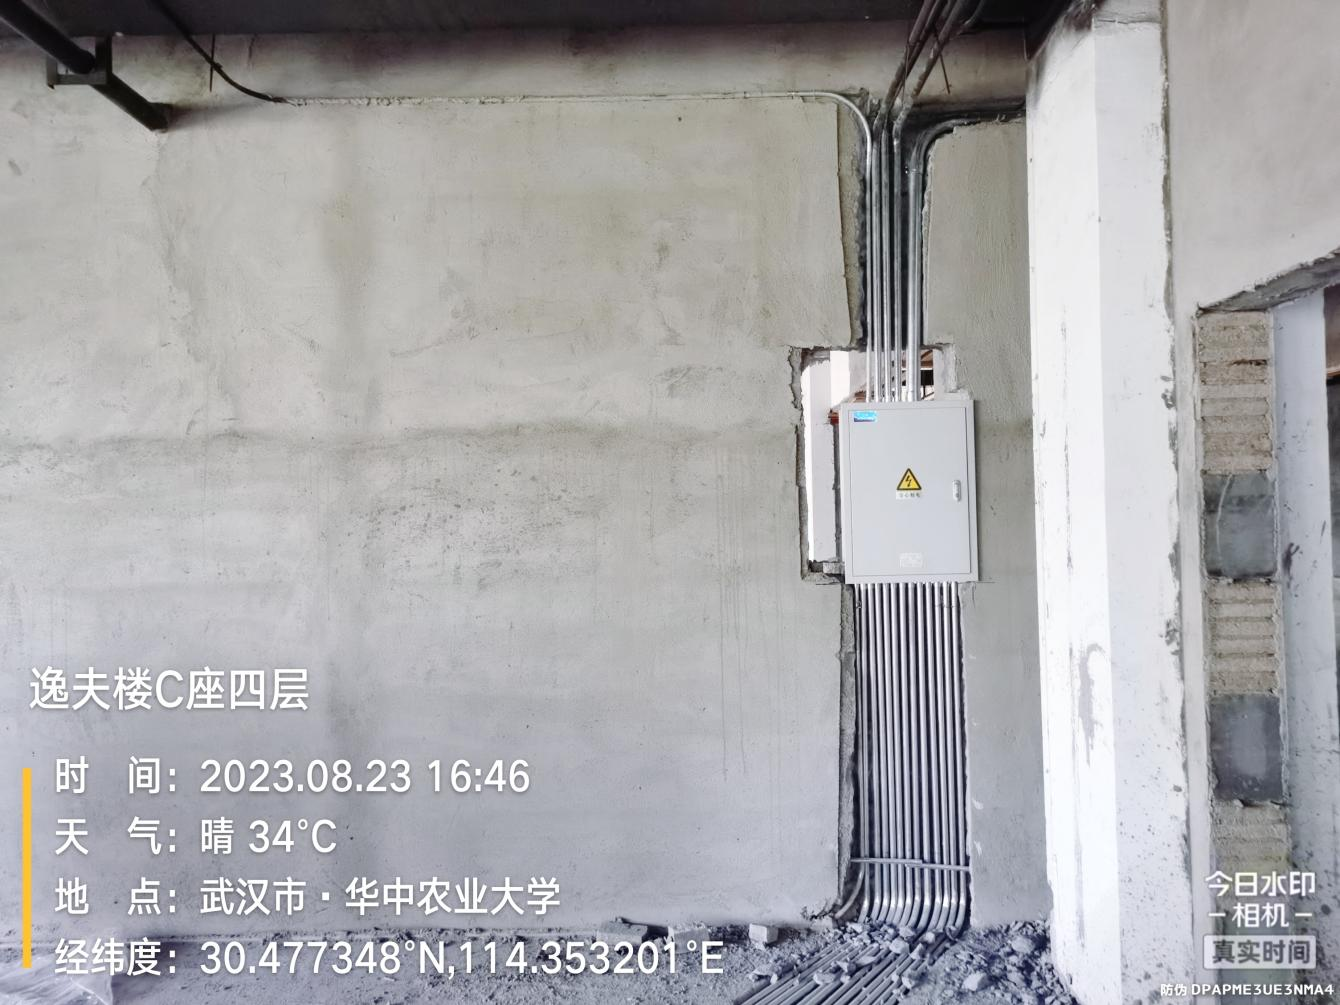 逸夫楼C座四层
时 间：2023.08.23 16:46
天 气：晴 34°C
地 点：武汉市·华中农业大学
经纬度：30.477348°N,114.353201°E
今日水印
-相机-
真实时间
防伪 DPAPME3UE3NMA4